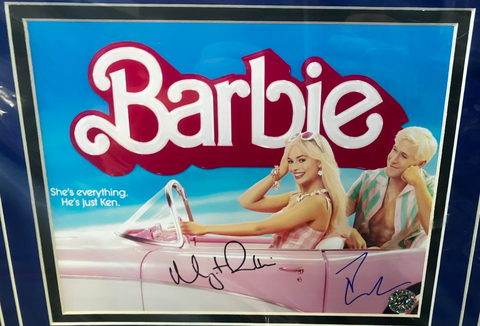 Barbie
She's everything.
He's just Ken.